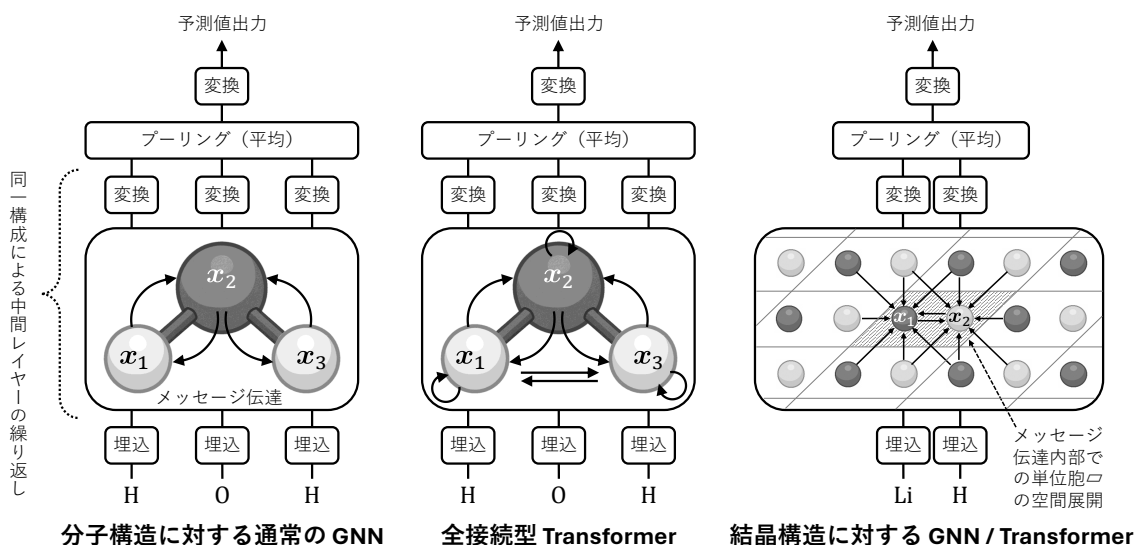 予測値出力
変換
プーリング（平均）
変換 変換 変換
同一構成による中間レイヤーの繰り返し
x₂
x₁ x₃
メッセージ伝達
埋込 埋込 埋込
H O H
分子構造に対する通常の GNN
予測値出力
変換
プーリング（平均）
変換 変換 変換
x₂
x₁ x₃
埋込 埋込 埋込
H O H
全接続型 Transformer
予測値出力
変換
プーリング（平均）
変換 変換
x₁ x₂
埋込 埋込
Li H
メッセージ
伝達内部で
の単位胞▱
の空間展開
結晶構造に対する GNN / Transformer